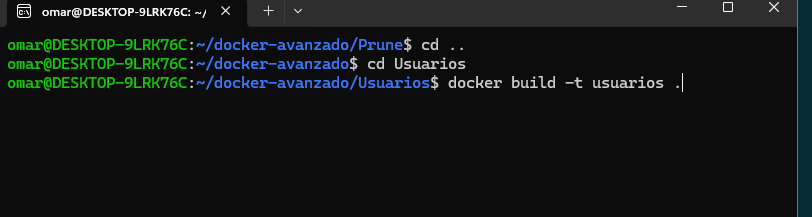 omar@DESKTOP-9LRK76C: ~/
omar@DESKTOP-9LRK76C:~/docker-avanzado/Prune$ cd ..
omar@DESKTOP-9LRK76C:~/docker-avanzado$ cd Usuarios
omar@DESKTOP-9LRK76C:~/docker-avanzado/Usuarios$ docker build -t usuarios .